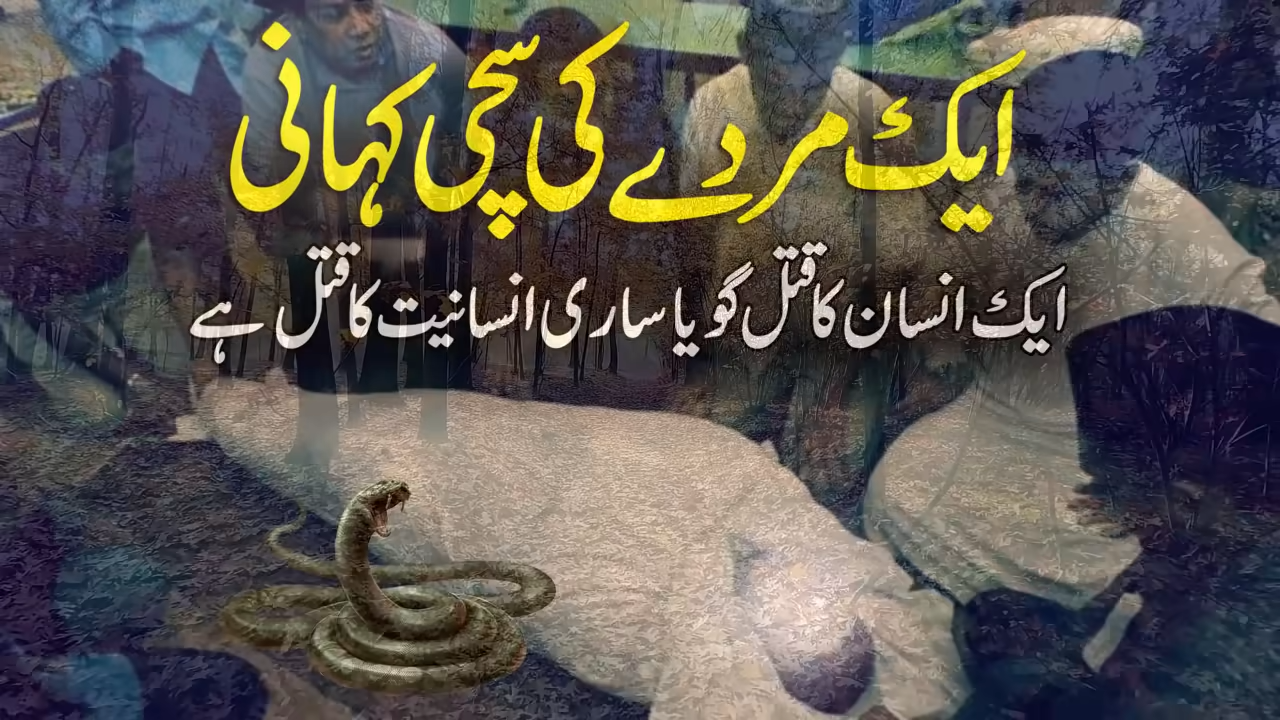 ایک مردے کی سچی کہانی
ایک انسان کا قتل گویا ساری انسانیت کا قتل ہے